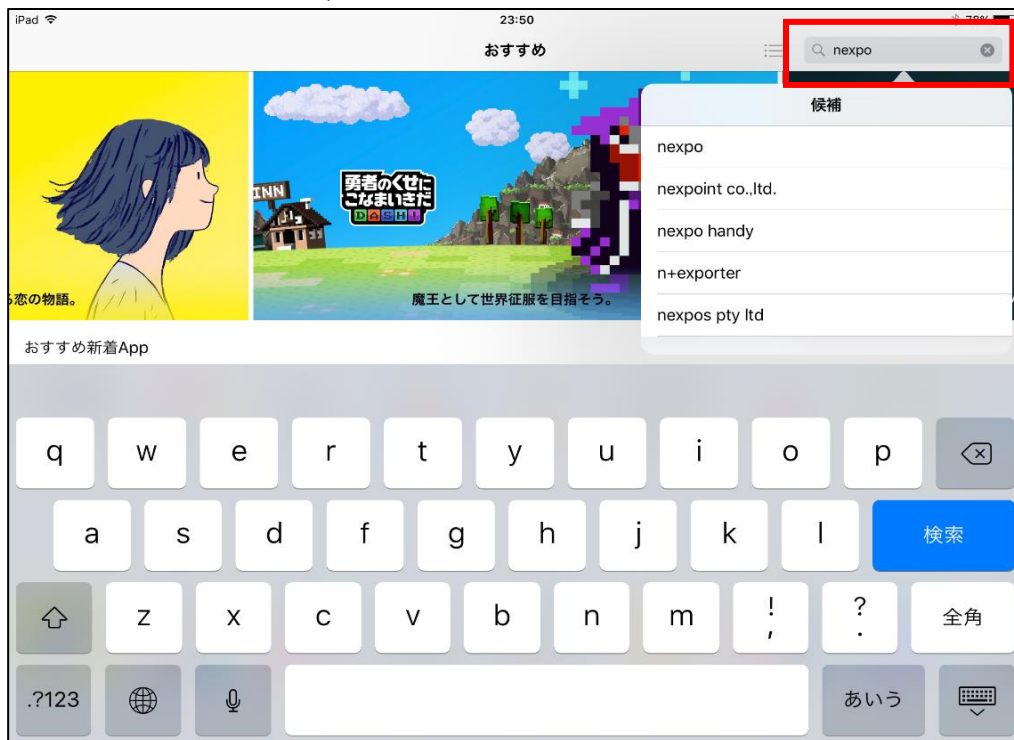 iPad 23:50 78%
おすすめ
nexpo
候補
nexpo
nexpoint co.,ltd.
nexpo handy
n+exporter
nexpos pty ltd
INN
勇者のくせに
こなまいきだ
DASH!
恋の物語。
魔王として世界征服を目指そう。
おすすめ新着App
q w e r t y u i o p
a s d f g h j k l 検索
z x c v b n m ! , ? . 全角
.?123 あいう